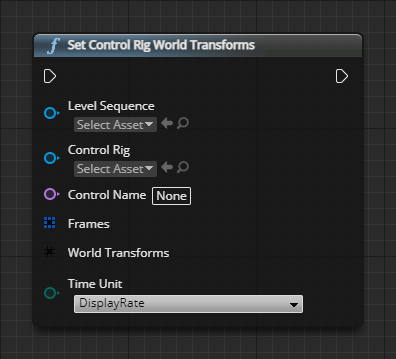 f Set Control Rig World Transforms
Level Sequence
Select Asset
Control Rig
Select Asset
Control Name None
Frames
World Transforms
Time Unit
DisplayRate